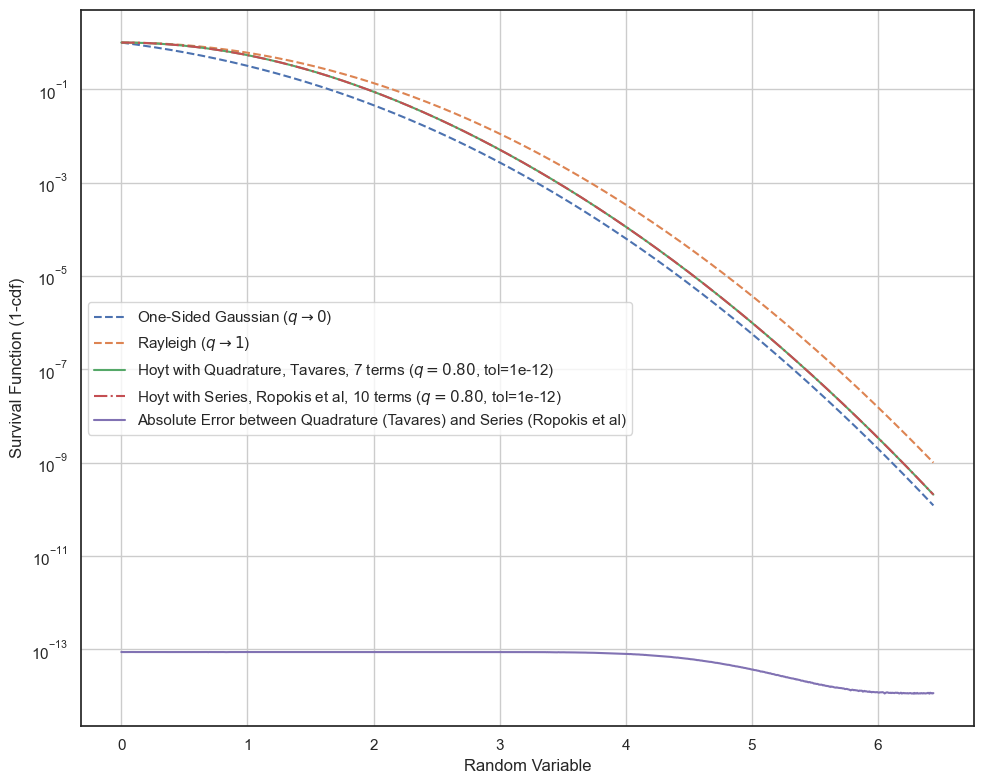 10⁻¹
10⁻³
10⁻⁵
10⁻⁷
10⁻⁹
10⁻¹¹
10⁻¹³
Survival Function (1-cdf)
One-Sided Gaussian (q → 0)
Rayleigh (q → 1)
Hoyt with Quadrature, Tavares, 7 terms (q = 0.80, tol=1e-12)
Hoyt with Series, Ropokis et al, 10 terms (q = 0.80, tol=1e-12)
Absolute Error between Quadrature (Tavares) and Series (Ropokis et al)
0 1 2 3 4 5 6
Random Variable